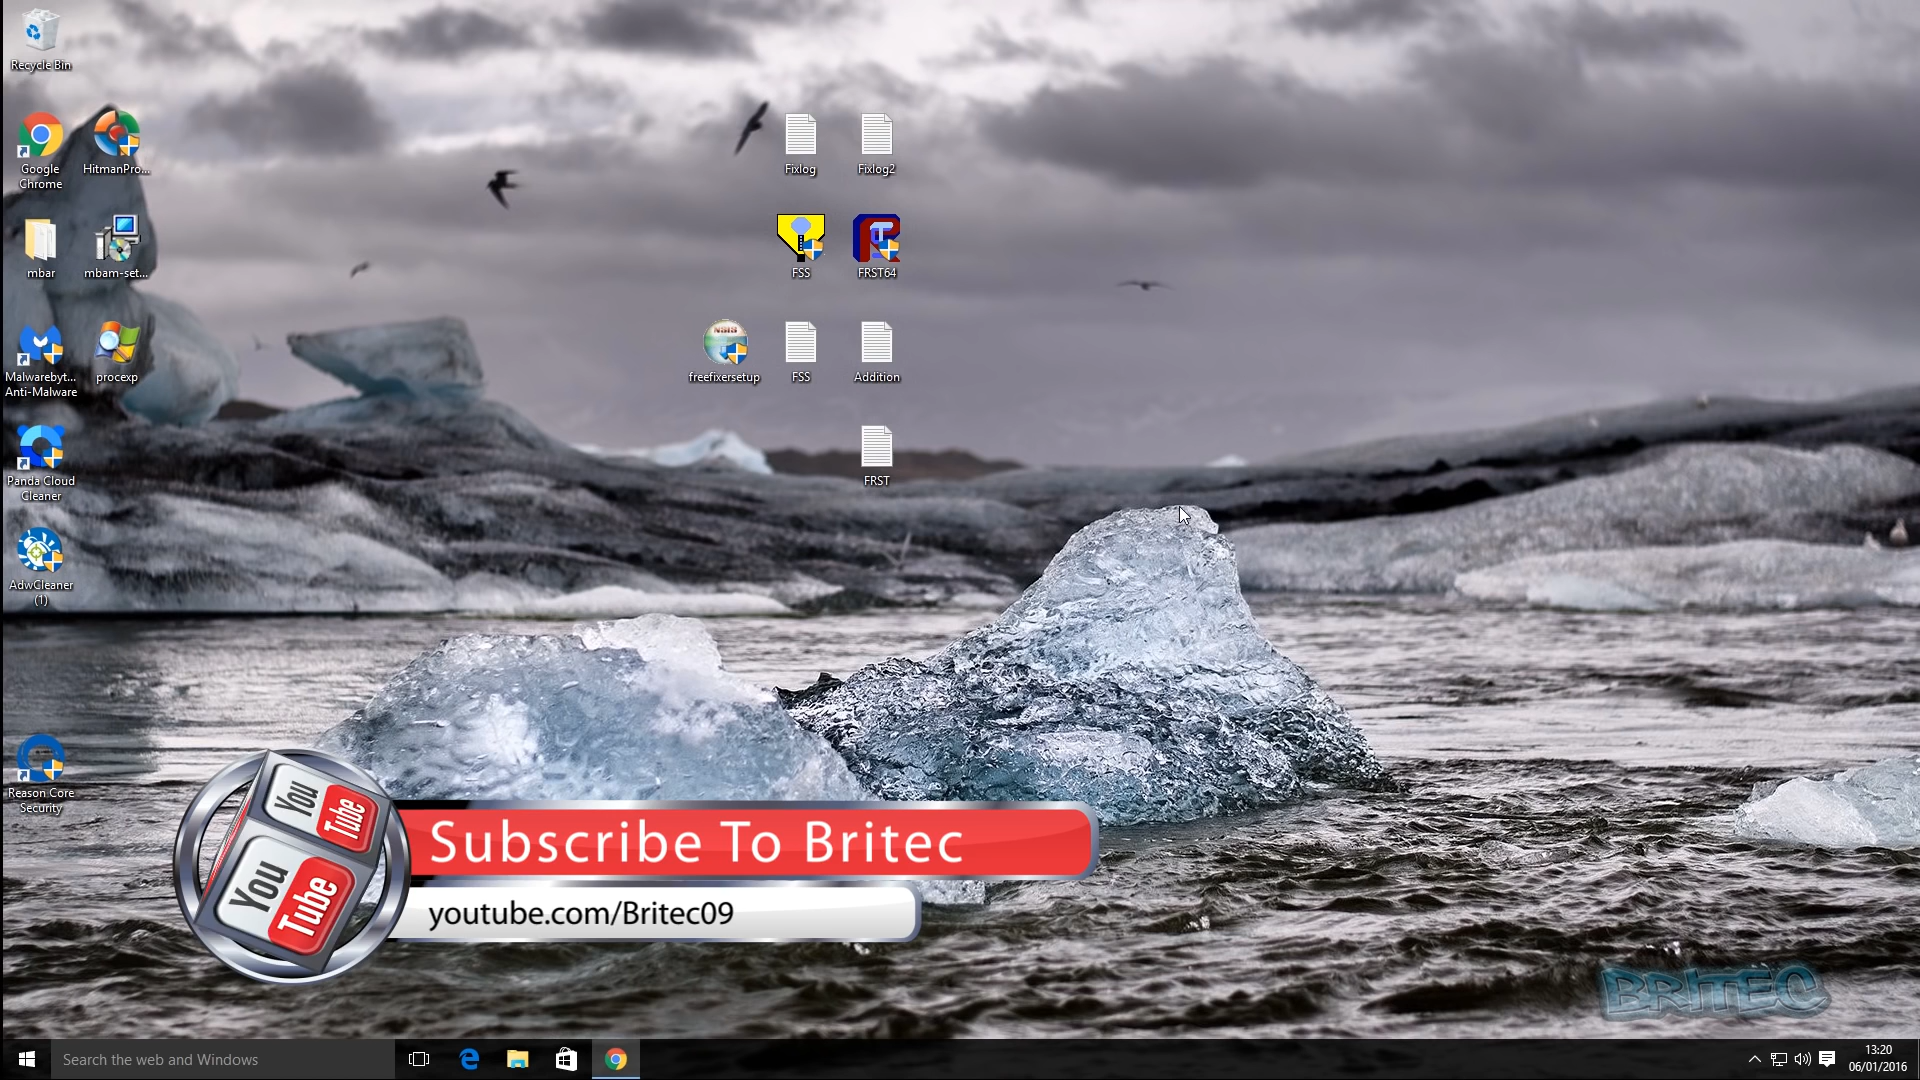 Recycle Bin
Google
Chrome
HitmanPro...
mbar
mbam-set...
Malwarebyt...
Anti-Malware
procexp
Panda Cloud
Cleaner
AdwCleaner
(1)
Reason Core
Security
Fixlog
Fixlog2
FSS
FRST64
freefixersetup
FSS
Addition
FRST
You
Tube
You
Tube
Subscribe To Britec
youtube.com/Britec09
BRITEC
Search the web and Windows
13:20
06/01/2016